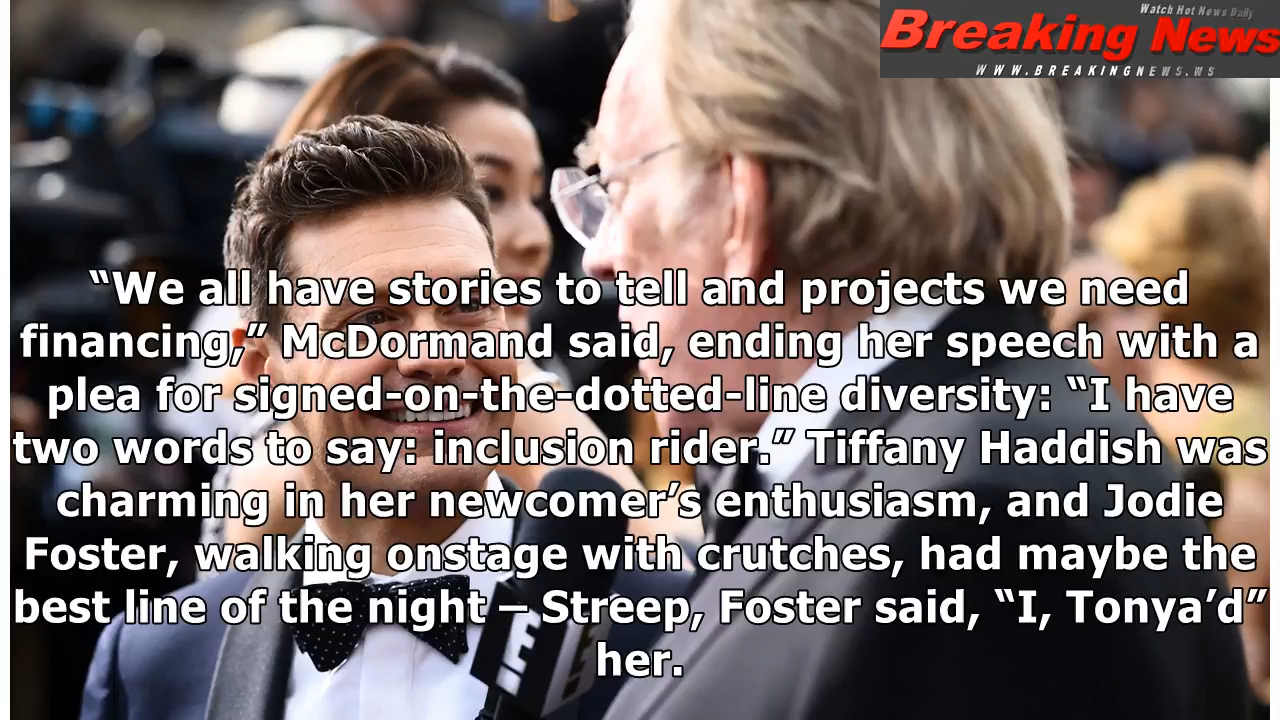 Watch Hot News Daily
Breaking News
WWW.BREAKINGNEWS.WS
“We all have stories to tell and projects we need
financing,” McDormand said, ending her speech with a
plea for signed-on-the-dotted-line diversity: “I have
two words to say: inclusion rider.” Tiffany Haddish was
charming in her newcomer’s enthusiasm, and Jodie
Foster, walking onstage with crutches, had maybe the
best line of the night – Streep, Foster said, “I, Tonya’d”
her.
E